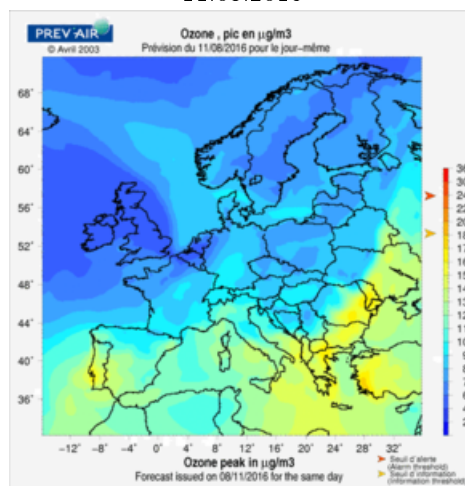 PREV'AIR
© Avril 2003
Ozone , pic en µg/m3
Prévision du 11/08/2016 pour le jour-même
68°
64°
60°
56°
52°
48°
44°
40°
36°
-12° -8° -4° 0° 4° 8° 12° 16° 20° 24° 28° 32°
Ozone peak in µg/m3
Forecast issued on 08/11/2016 for the same day
Seuil d'alerte
(Alarm threshold)
Seuil d'information
(Information threshold)